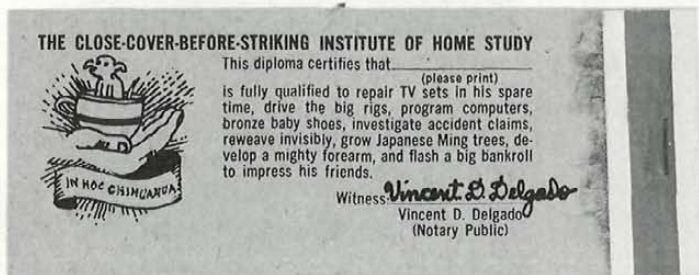 THE CLOSE-COVER-BEFORE-STRIKING INSTITUTE OF HOME STUDY
This diploma certifies that
(please print)
is fully qualified to repair TV sets in his spare
time, drive the big rigs, program computers,
bronze baby shoes, investigate accident claims,
reweave invisibly, grow Japanese Ming trees, de-
velop a mighty forearm, and flash a big bankroll
to impress his friends.
IN HOC CHIHUAHUA
Witness: Vincent D. Delgado
Vincent D. Delgado
(Notary Public)